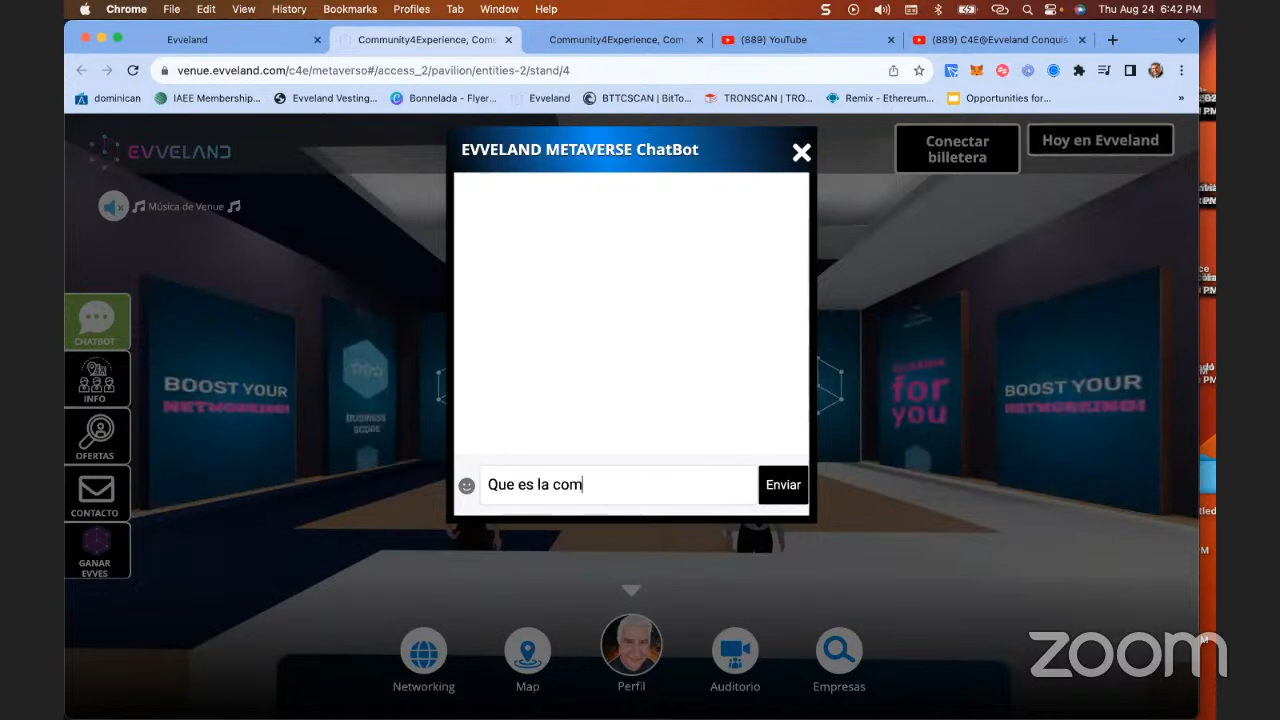 Chrome File Edit View History Bookmarks Profiles Tab Window Help Thu Aug 24 6:42 PM
Evveland
Community4Experience, Com
Community4Experience, Com
(889) YouTube
(889) C4E@Evveland Conquis
venue.evveland.com/c4e/metaverso#/access_2/pavilion/entities-2/stand/4
dominican
IAEE Membership...
Evveland Vesting...
Bonnelada - Flyer...
Evveland
BTTCSCAN | BitTo...
TRONSCAN | TRO...
Remix - Ethereum...
Opportunities for...
»
EVVELAND
EVVELAND METAVERSE ChatBot
Conectar
billetera
Hoy en Evveland
Música de Venue
CHATBOT
INFO
OFERTAS
CONTACTO
GANAR
EVVES
BOOST YOUR
NETWORKING!
BUSINESS
SCORE
for
you
BOOST YOUR
NETWORKING!
Que es la com
Enviar
Networking
Map
Perfil
Auditorio
Empresas
zoom